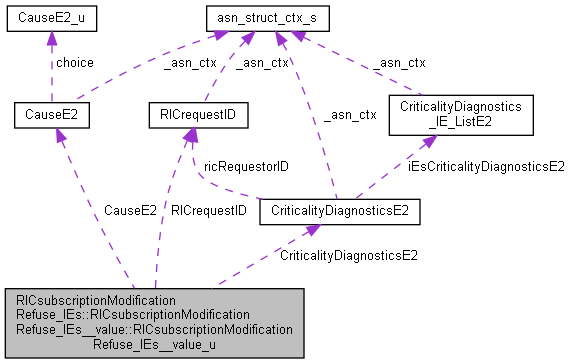 CauseE2_u
asn_struct_ctx_s
choice
_asn_ctx
_asn_ctx
_asn_ctx
CauseE2
RICrequestID
_asn_ctx
CriticalityDiagnostics
_IE_ListE2
ricRequestorID
iEsCriticalityDiagnosticsE2
CauseE2
RICrequestID
CriticalityDiagnosticsE2
CriticalityDiagnosticsE2
RICsubscriptionModification
Refuse_IEs::RICsubscriptionModification
Refuse_IEs__value::RICsubscriptionModification
Refuse_IEs__value_u